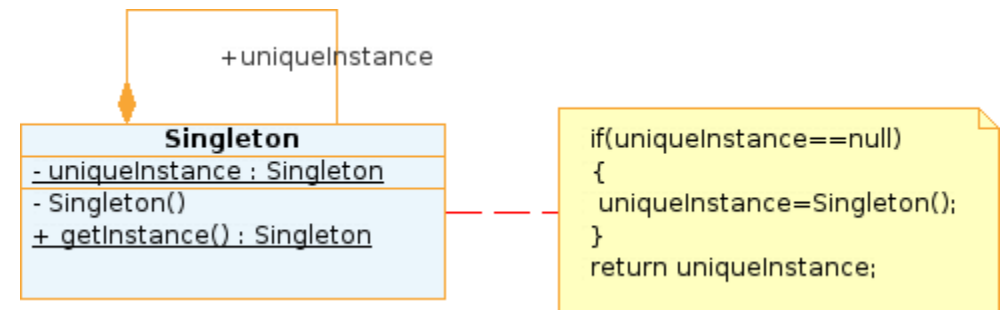 +uniqueInstance
Singleton
- uniqueInstance : Singleton
- Singleton()
+ getInstance() : Singleton
if(uniqueInstance==null)
{
uniqueInstance=Singleton();
}
return uniqueInstance;